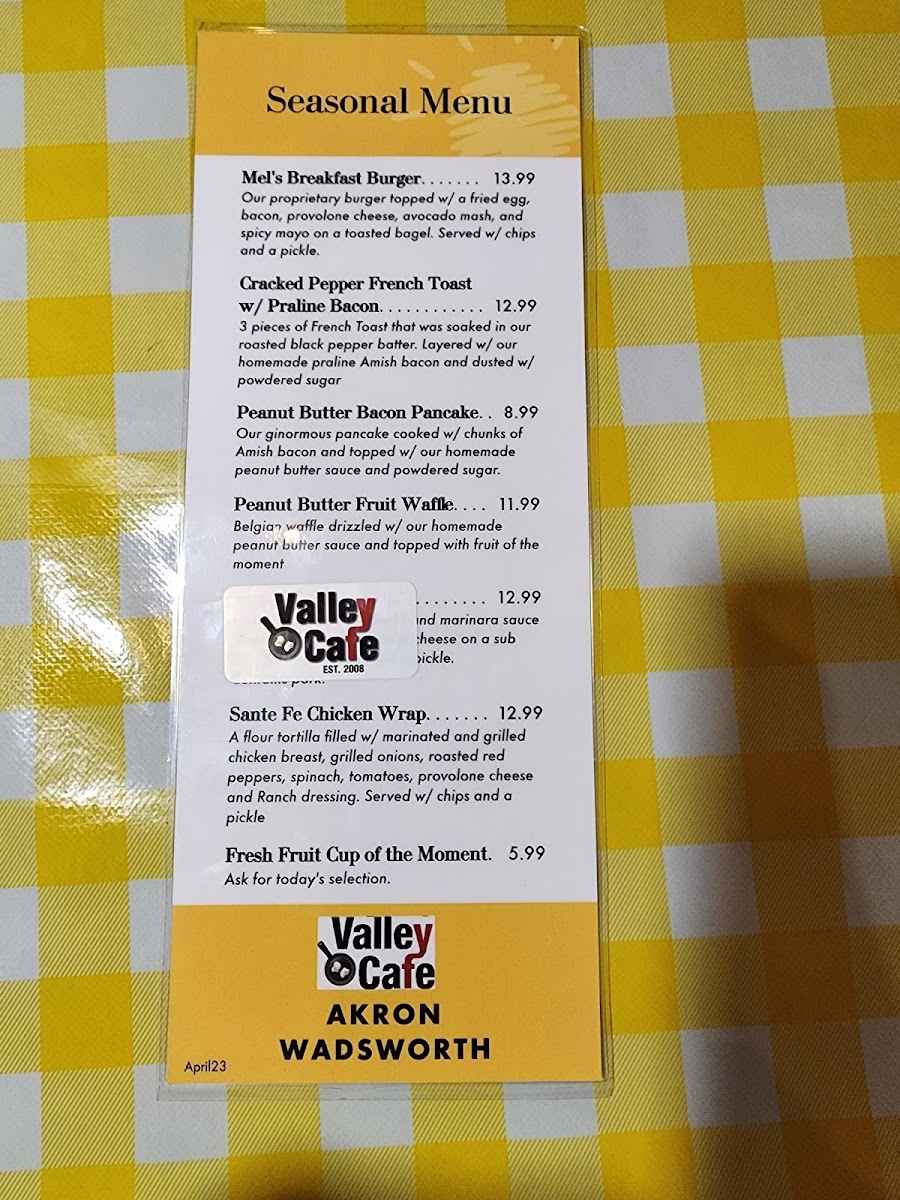 Seasonal Menu
Mel's Breakfast Burger. . . . . . . 13.99
Our proprietary burger topped w/ a fried egg,
bacon, provolone cheese, avocado mash, and
spicy mayo on a toasted bagel. Served w/ chips
and a pickle.
Cracked Pepper French Toast
w/ Praline Bacon. . . . . . . . . . . . 12.99
3 pieces of French Toast that was soaked in our
roasted black pepper batter. Layered w/ our
homemade praline Amish bacon and dusted w/
powdered sugar
Peanut Butter Bacon Pancake. . 8.99
Our ginormous pancake cooked w/ chunks of
Amish bacon and topped w/ our homemade
peanut butter sauce and powdered sugar.
Peanut Butter Fruit Waffle. . . . 11.99
Belgian waffle drizzled w/ our homemade
peanut butter sauce and topped with fruit of the
moment
. . . . . . . . . 12.99
and marinara sauce
cheese on a sub
pickle.
pork.
Valley
Cafe
EST. 2008
Sante Fe Chicken Wrap. . . . . . . 12.99
A flour tortilla filled w/ marinated and grilled
chicken breast, grilled onions, roasted red
peppers, spinach, tomatoes, provolone cheese
and Ranch dressing. Served w/ chips and a
pickle
Fresh Fruit Cup of the Moment. 5.99
Ask for today's selection.
Valley
Cafe
AKRON
WADSWORTH
April23